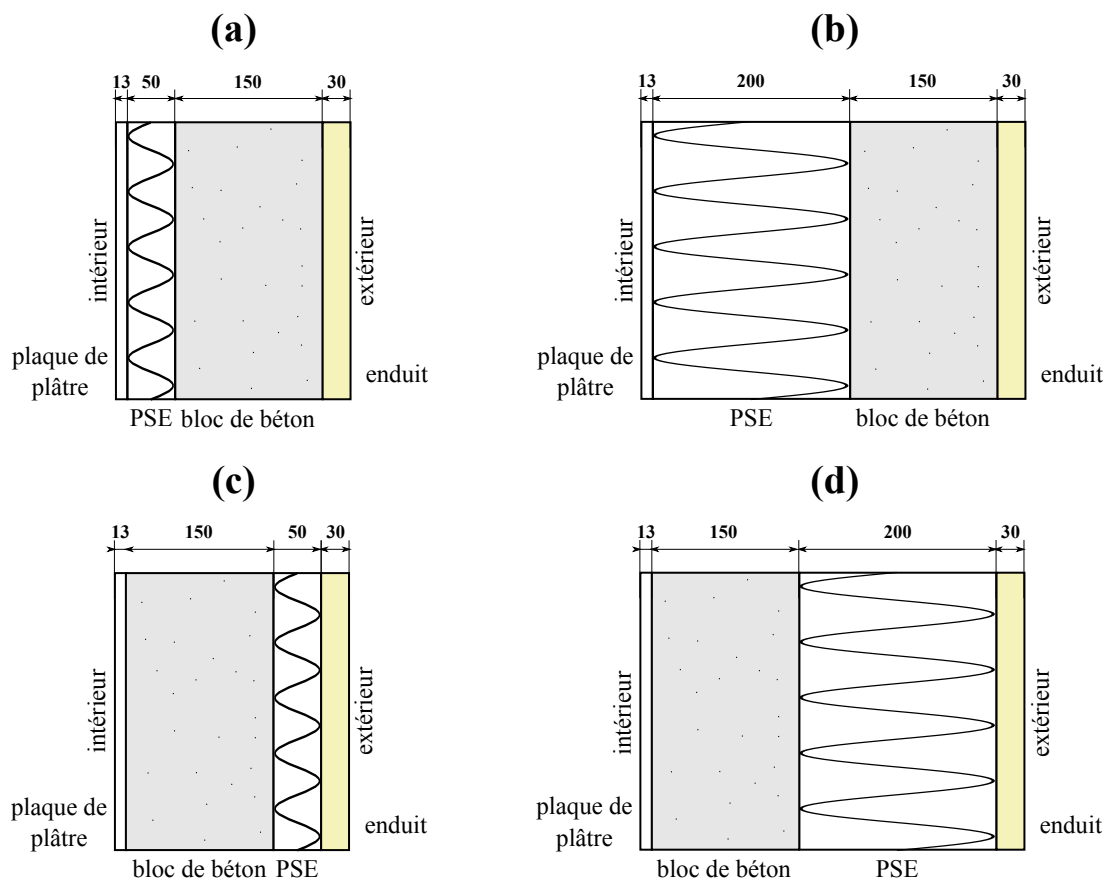 (a)
13 50 150 30
intérieur
extérieur
plaque de
plâtre
enduit
PSE bloc de béton
(b)
13 200 150 30
intérieur
extérieur
plaque de
plâtre
enduit
PSE bloc de béton
(c)
13 150 50 30
intérieur
extérieur
plaque de
plâtre
enduit
bloc de béton PSE
(d)
13 150 200 30
intérieur
extérieur
plaque de
plâtre
enduit
bloc de béton PSE